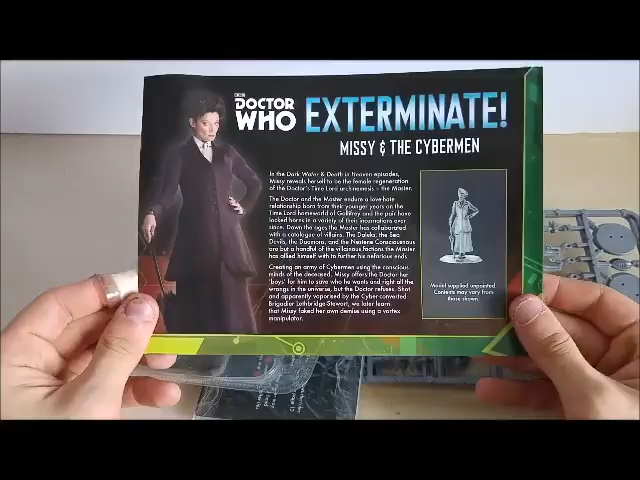 BBC
DOCTOR
WHO
EXTERMINATE!
MISSY & THE CYBERMEN
In the Dark Water & Death in Heaven episodes,
Missy reveals herself to be the female regeneration
of the Doctor's Time Lord archnemesis – the Master.
The Doctor and the Master endure a love-hate
relationship born from their younger years on the
Time Lord homeworld of Gallifrey and the pair have
locked horns in a variety of their incarnations ever
since. Down the ages the Master has collaborated
with a catalogue of villains. The Daleks, the Sea
Devils, the Daemons, and the Nestene Consciousness
are but a handful of the villainous factions the Master
has allied himself with to further his nefarious ends.
Creating an army of Cybermen using the conscious
minds of the deceased, Missy offers the Doctor her
'boys' for him to save who he wants and right all the
wrongs in the universe, but the Doctor refuses. Shot
and apparently vaporised by the Cyber-converted
Brigadier Lethbridge-Stewart, we later learn
that Missy faked her own demise using a vortex
manipulator.
Model supplied unpainted
Contents may vary from
those shown.